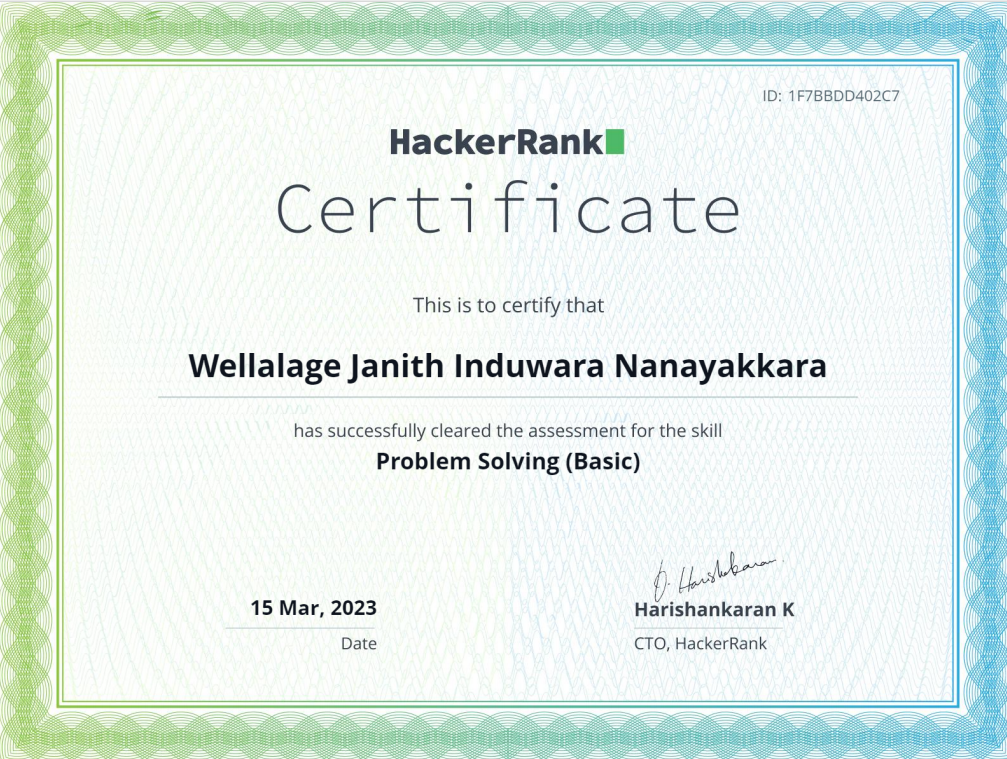 ID: 1F7BBDD402C7
HackerRank
Certificate
This is to certify that
Wellalage Janith Induwara Nanayakkara
has successfully cleared the assessment for the skill
Problem Solving (Basic)
15 Mar, 2023
Date
Harishankaran K
CTO, HackerRank